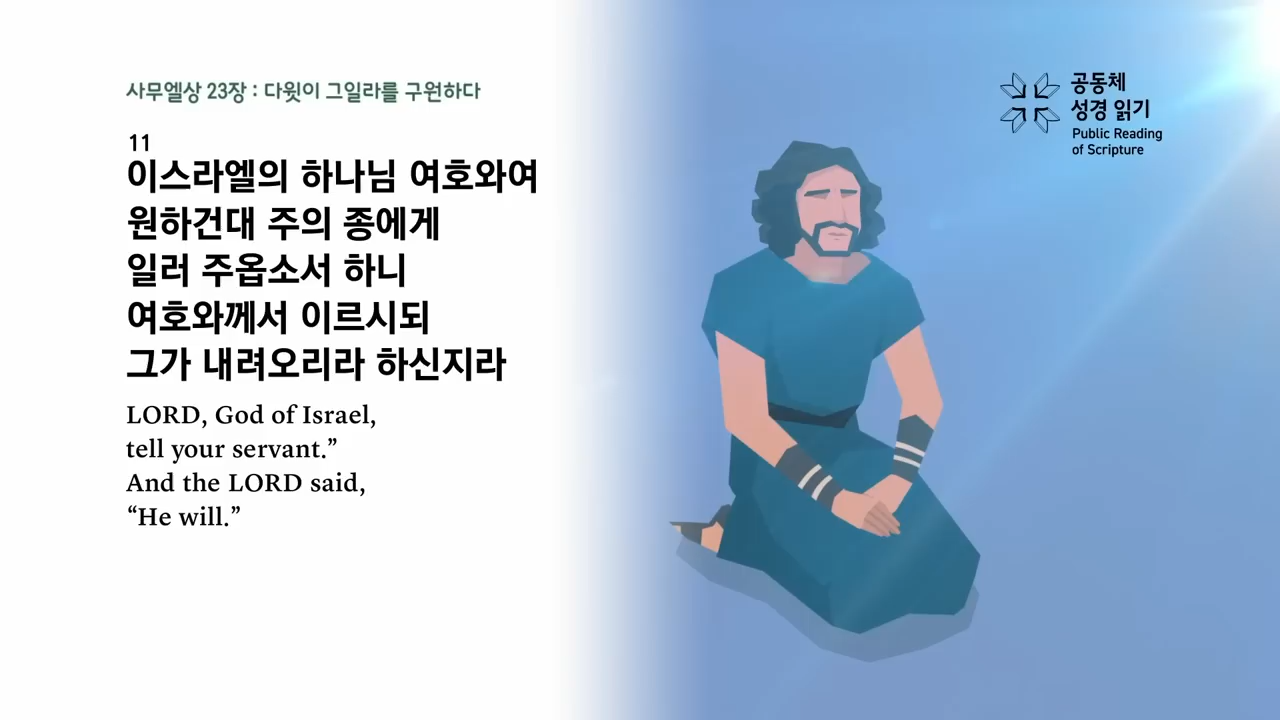 사무엘상 23장 : 다윗이 그일라를 구원하다
11
이스라엘의 하나님 여호와여
원하건대 주의 종에게
일러 주옵소서 하니
여호와께서 이르시되
그가 내려오리라 하신지라
LORD, God of Israel,
tell your servant.”
And the LORD said,
“He will.”
공동체
성경 읽기
Public Reading
of Scripture